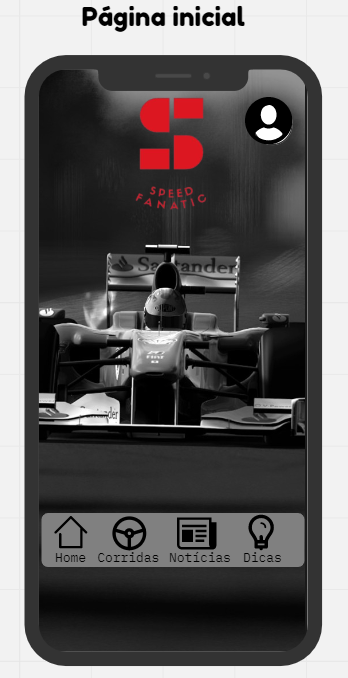 Página inicial
SPEED
FANATIC
Santander
Home Corridas Notícias Dicas